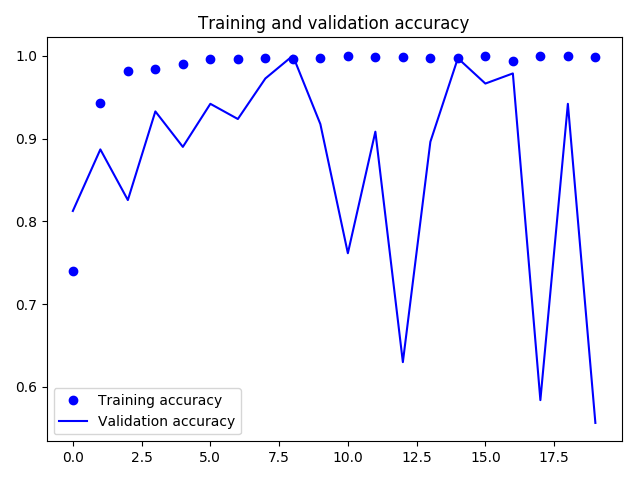 Training and validation accuracy
1.0
0.9
0.8
0.7
0.6
Training accuracy
Validation accuracy
0.0 2.5 5.0 7.5 10.0 12.5 15.0 17.5